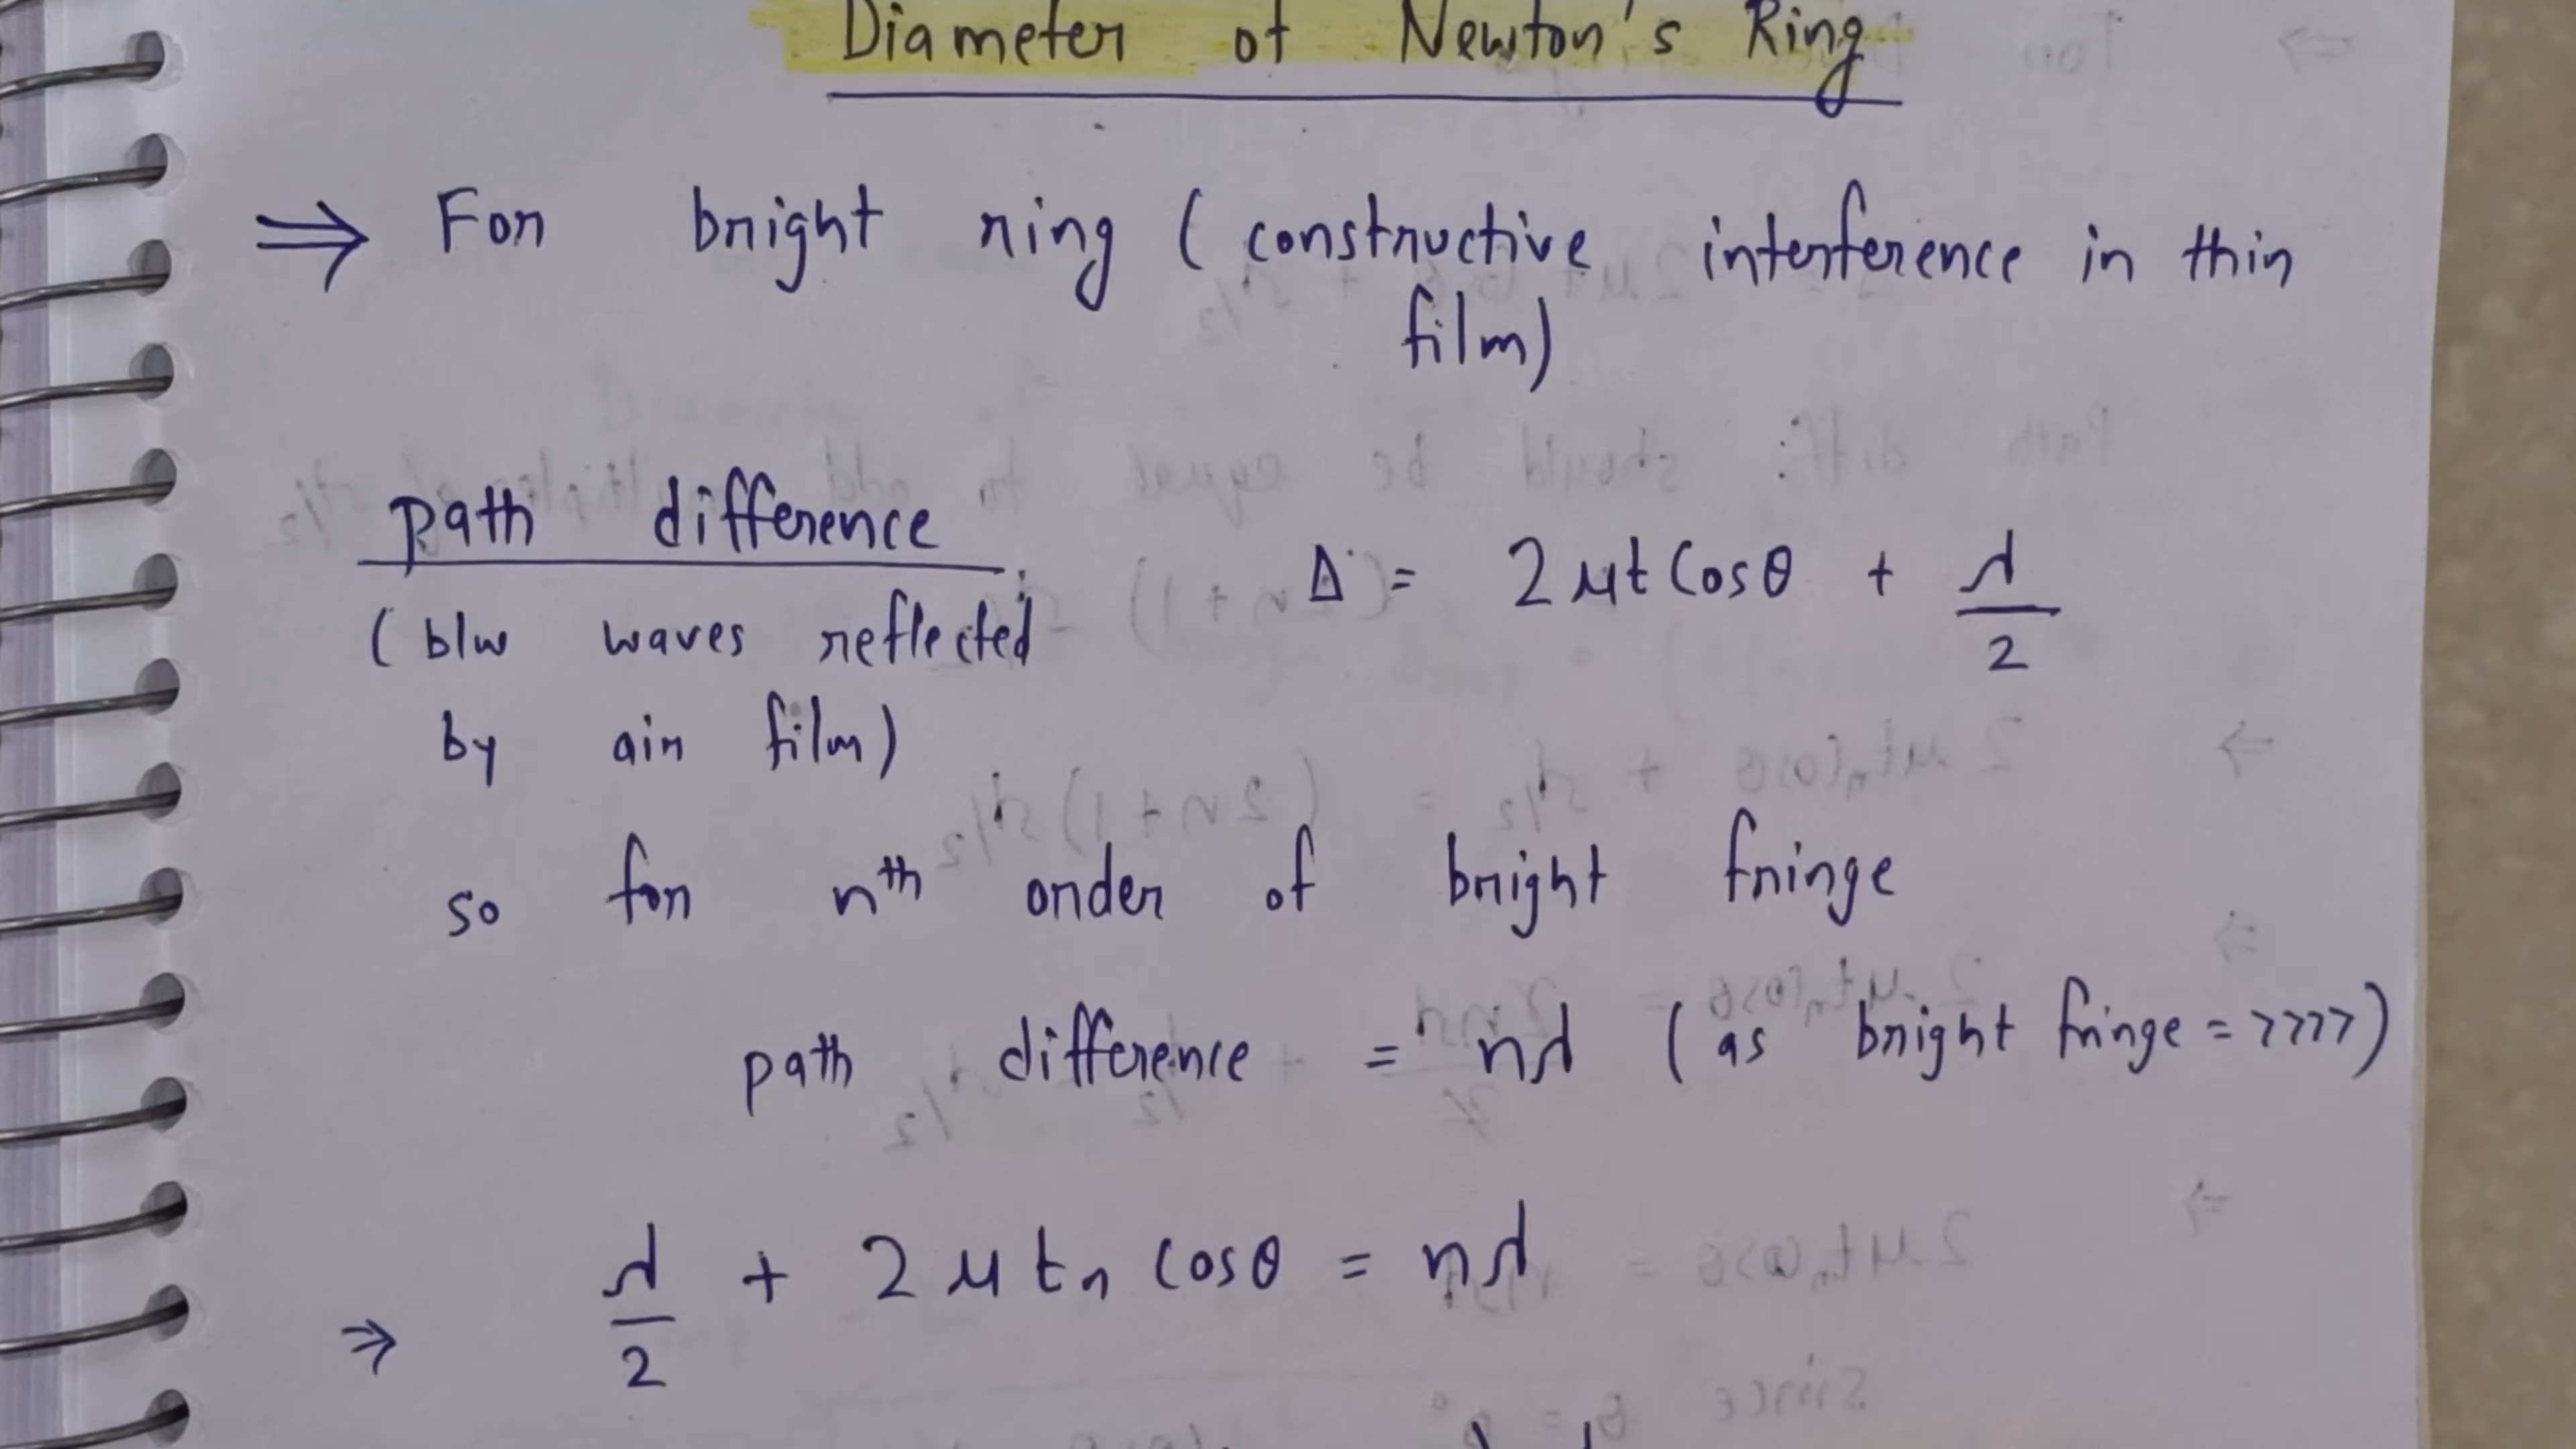 Diameter of Newton's Ring
⇒ For bright ring (constructive interference in thin
film)
path difference
Δ = 2μt Cosθ + λ/2
(b/w waves reflected
by air film)
so for nth order of bright fringe
path difference = nλ (as bright fringe = >>>>)
⇒ λ/2 + 2μtn cosθ = nλ